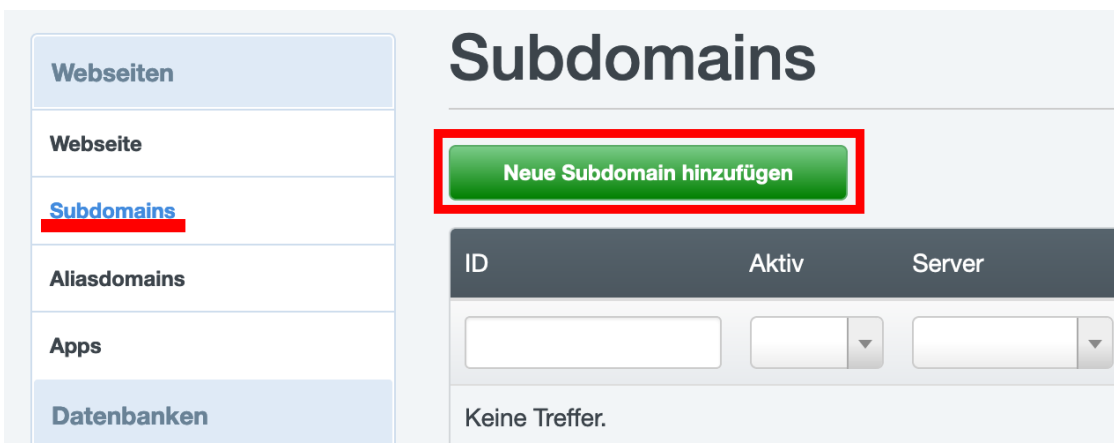 Webseiten
Webseite
Subdomains
Aliasdomains
Apps
Datenbanken
Subdomains
Neue Subdomain hinzufügen
ID Aktiv Server
Keine Treffer.